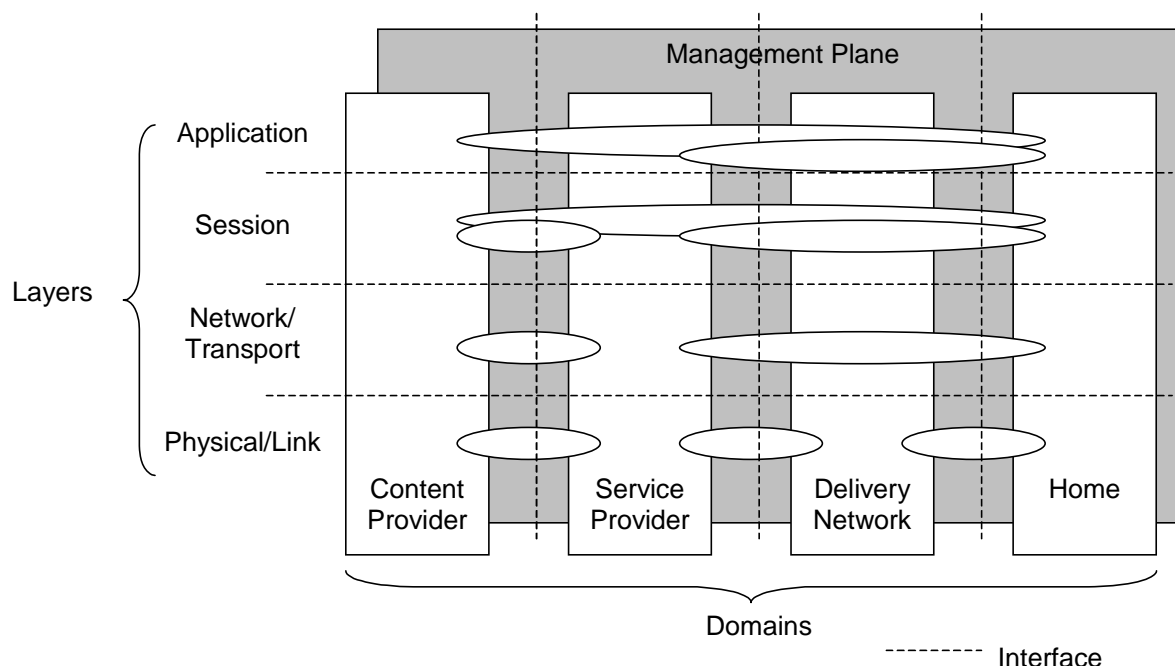 Management Plane
Application
Session
Layers
Network/
Transport
Physical/Link
Content
Provider
Service
Provider
Delivery
Network
Home
Domains
Interface